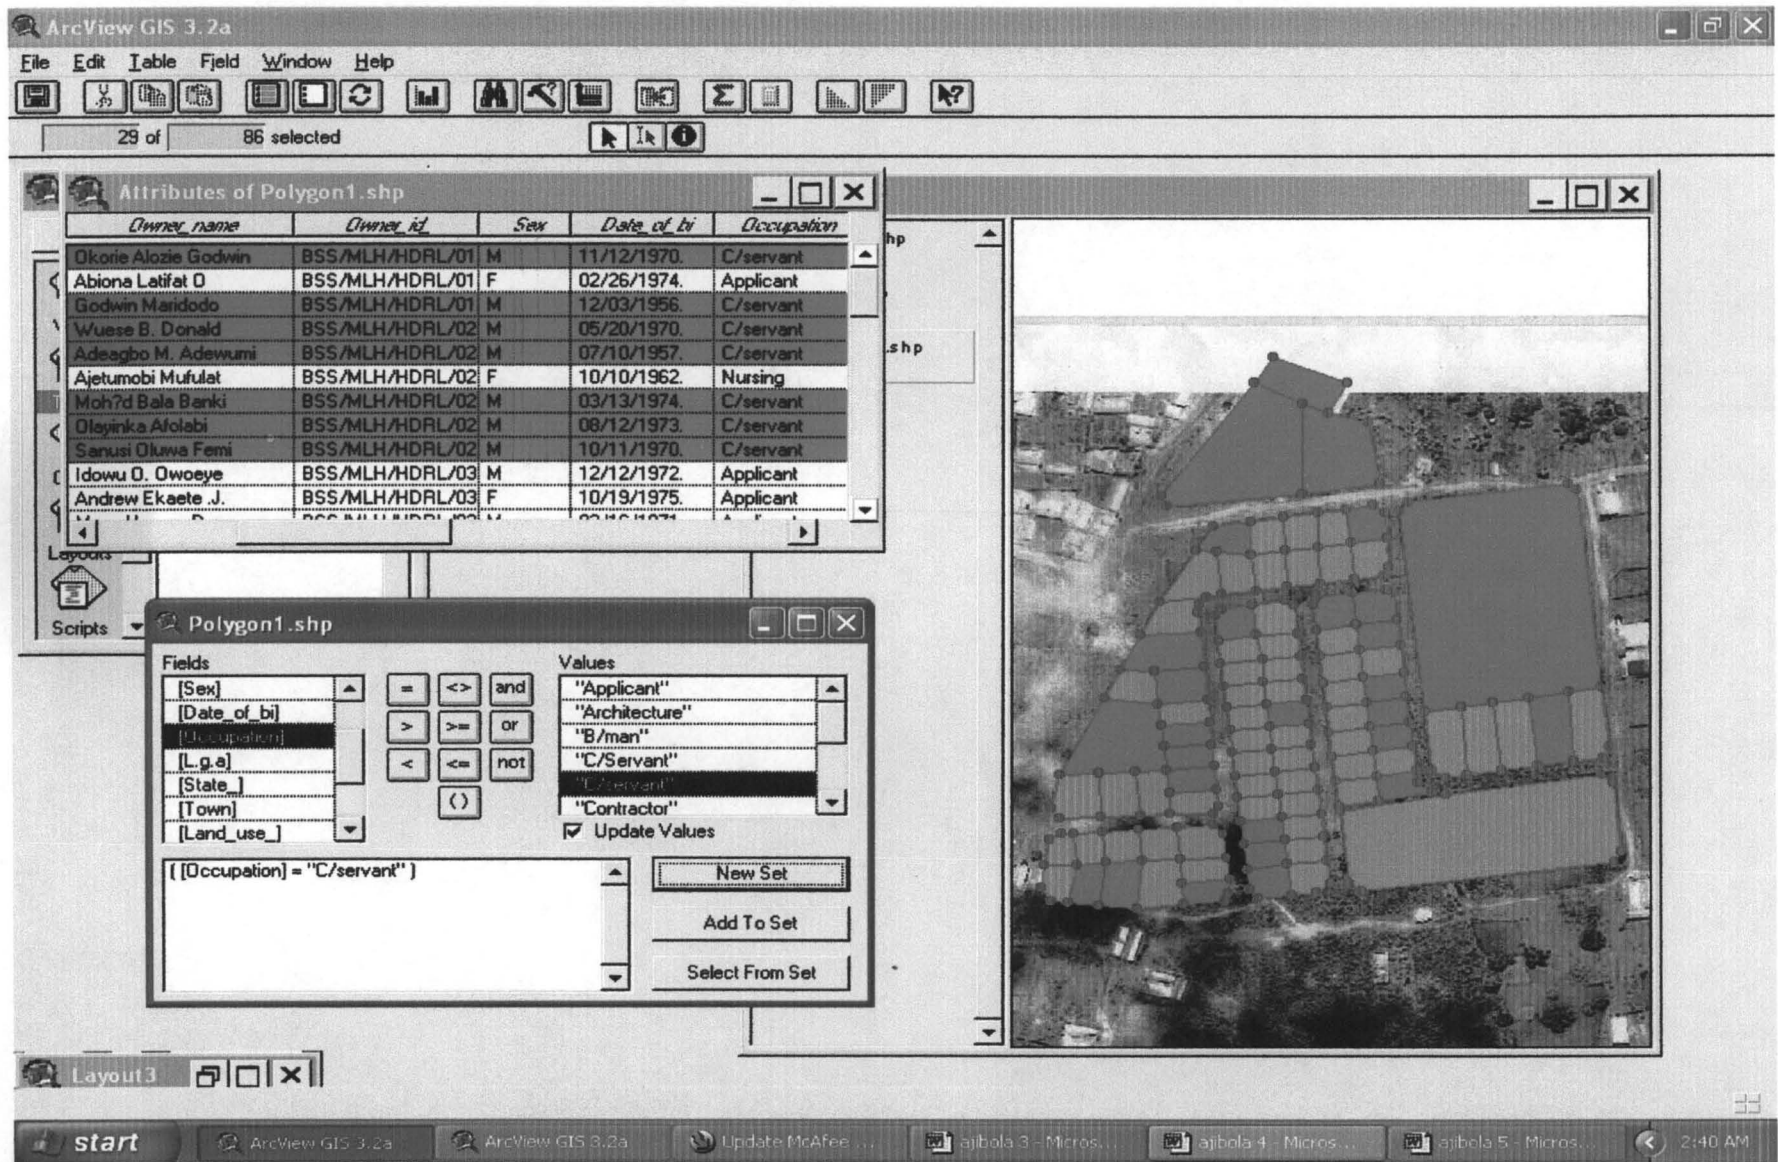 ArcView GIS 3.2a
File Edit Table Field Window Help
29 of 86 selected
Attributes of Polygon1.shp
Owner_name Owner_id_ Sex Date_of_bi Occupation
Okorie Alozie Godwin BSS/MLH/HDRL/01 M 11/12/1970. C/servant
Abiona Latifat O BSS/MLH/HDRL/01 F 02/26/1974. Applicant
Godwin Maridodo BSS/MLH/HDRL/01 M 12/03/1956. C/servant
Wuese B. Donald BSS/MLH/HDRL/02 M 05/20/1970. C/servant
Adeagbo M. Adewumi BSS/MLH/HDRL/02 M 07/10/1957. C/servant
Ajetumobi Mufulat BSS/MLH/HDRL/02 F 10/10/1962. Nursing
Moh?d Bala Banki BSS/MLH/HDRL/02 M 03/13/1974. C/servant
Olayinka Afolabi BSS/MLH/HDRL/02 M 08/12/1973. C/servant
Sanusi Oluwa Femi BSS/MLH/HDRL/02 M 10/11/1970. C/servant
Idowu O. Owoeye BSS/MLH/HDRL/03 M 12/12/1972. Applicant
Andrew Ekaete .J. BSS/MLH/HDRL/03 F 10/19/1975. Applicant
hp
.shp
Layouts
Scripts
Polygon1.shp
Fields
[Sex]
[Date_of_bi]
[Occupation]
[L.g.a]
[State_]
[Town]
[Land_use_]
= <> and
> >= or
< <= not
()
Values
"Applicant"
"Architecture"
"B/man"
"C/Servant"
"C/servant"
"Contractor"
Update Values
( [Occupation] = "C/servant" )
New Set
Add To Set
Select From Set
Layout3
start ArcView GIS 3.2a ArcView GIS 3.2a Update McAfee ... ajibola 3 - Micros... ajibola 4 - Micros... ajibola 5 - Micros... 2:40 AM